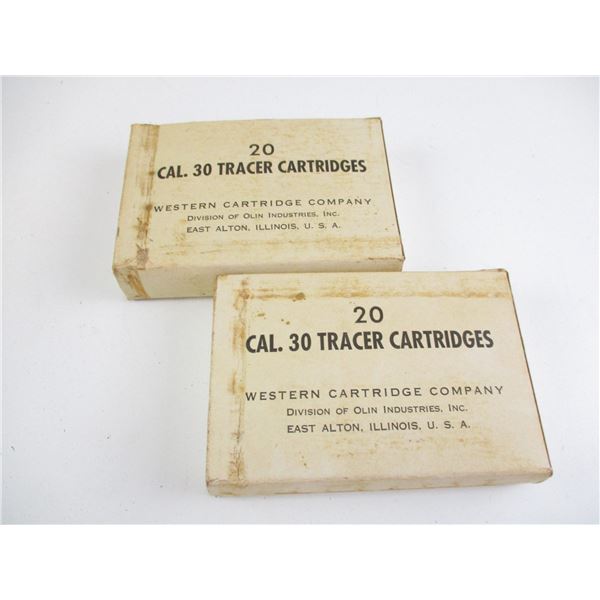 20
CAL. 30 TRACER CARTRIDGES
WESTERN CARTRIDGE COMPANY
DIVISION OF OLIN INDUSTRIES, INC.
EAST ALTON, ILLINOIS, U. S. A.
20
CAL. 30 TRACER CARTRIDGES
WESTERN CARTRIDGE COMPANY
DIVISION OF OLIN INDUSTRIES, INC.
EAST ALTON, ILLINOIS, U. S. A.